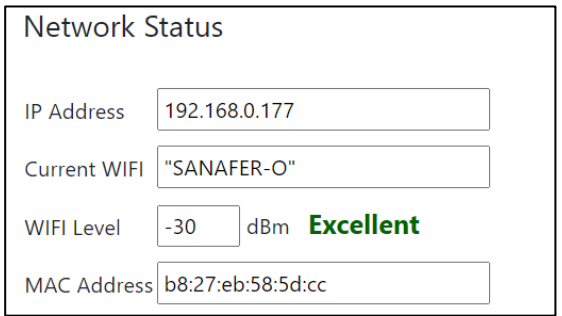 Network Status
IP Address 192.168.0.177
Current WIFI "SANAFER-O"
WIFI Level -30 dBm Excellent
MAC Address b8:27:eb:58:5d:cc